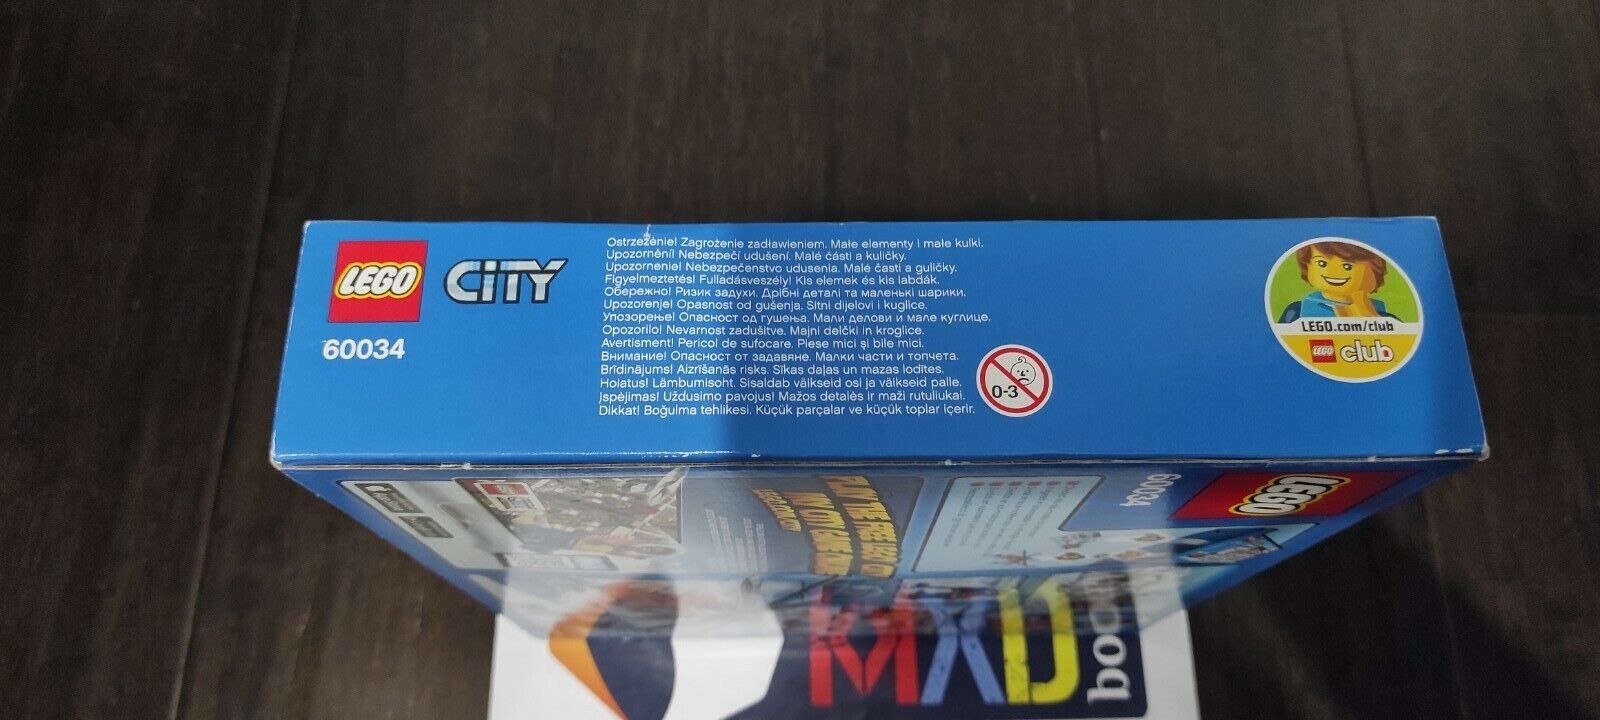 LEGO CITY
60034
Ostrzeżenie! Zagrożenie zadławieniem. Małe elementy i małe kulki.
Upozornění! Nebezpečí udušení. Malé části a kuličky.
Upozornenie! Nebezpečenstvo udusenia. Malé časti a guličky.
Figyelmeztetés! Fulladásveszély! Kis elemek és kis labdák.
Обережно! Ризик задухи. Дрібні деталі та маленькі шарики.
Upozorenje! Opasnost od gušenja. Sitni dijelovi i kuglice.
Упозорење! Опасност од гушења. Мали делови и мале куглице.
Opozorilo! Nevarnost zadušitve. Majni delčki in kroglice.
Avertisment! Pericol de sufocare. Piese mici și bile mici.
Внимание! Опасност от задавяне. Малки части и топчета.
Brīdinājums! Aizrīšanās risks. Sīkas daļas un mazas lodītes.
Hoiatus! Lämbumisoht. Sisaldab väikseid osi ja väikseid palle.
Įspėjimas! Uždusimo pavojus! Mažos detalės ir maži rutuliukai.
Dikkat! Boğulma tehlikesi. Küçük parçalar ve küçük toplar içerir.
0-3
LEGO.com/club
LEGO club
60034
LEGO
MXD